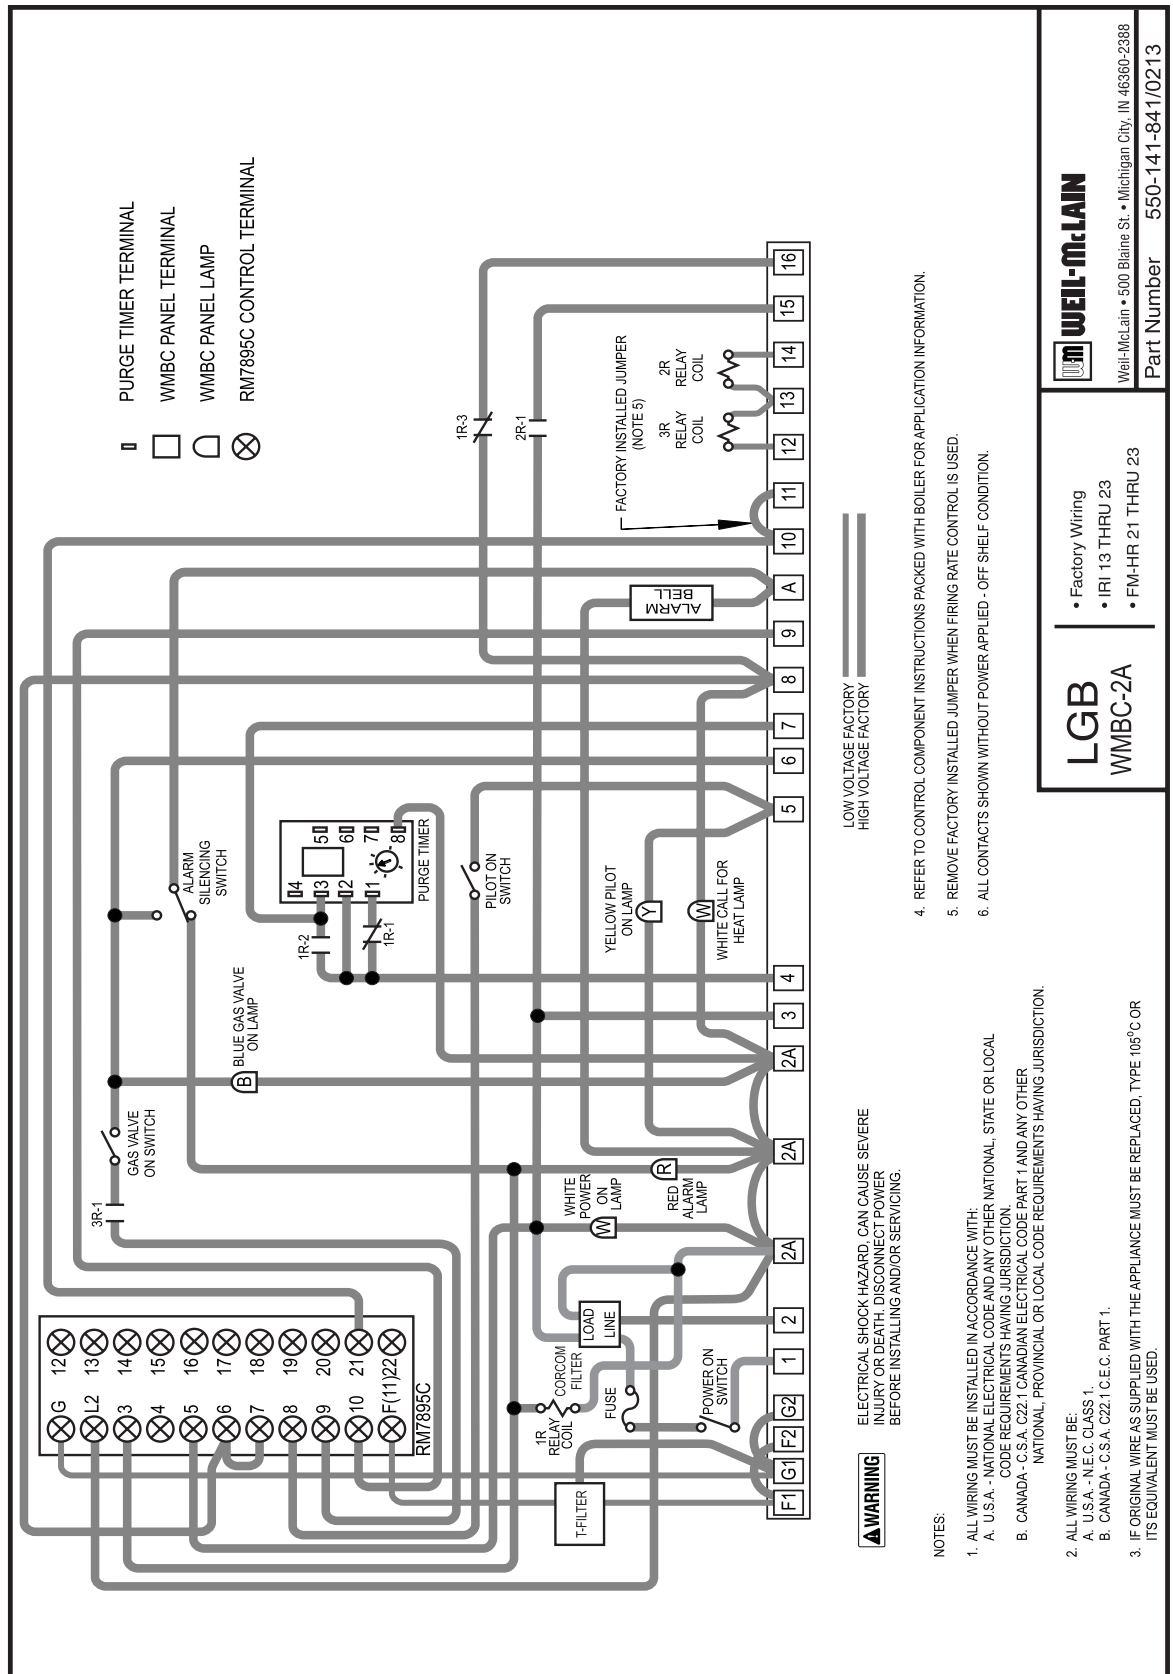 PURGE TIMER TERMINAL
WMBC PANEL TERMINAL
WMBC PANEL LAMP
RM7895C CONTROL TERMINAL
G
L2
3
4
5
6
7
8
9
10
F(11)
12
13
14
15
16
17
18
19
20
21
22
RM7895C
3R-1
GAS VALVE
ON SWITCH
B
BLUE GAS VALVE
ON LAMP
ALARM
SILENCING
SWITCH
4
3
2
1
5
6
7
8
PURGE TIMER
1R-2
1R-1
PILOT ON
SWITCH
1R-3
2R-1
T-FILTER
1R
RELAY
COIL
CORCOM
FILTER
LOAD
LINE
FUSE
POWER ON
SWITCH
WHITE
POWER
ON
LAMP
W
R
RED
ALARM
LAMP
YELLOW PILOT
ON LAMP
Y
W
WHITE CALL FOR
HEAT LAMP
ALARM
BELL
FACTORY INSTALLED JUMPER
(NOTE 5)
3R
RELAY
COIL
2R
RELAY
COIL
F1
G1
F2
G2
1
2
2A
2A
2A
3
4
5
6
7
8
9
A
10
11
12
13
14
15
16
LOW VOLTAGE FACTORY
HIGH VOLTAGE FACTORY
WARNING
ELECTRICAL SHOCK HAZARD, CAN CAUSE SEVERE
INJURY OR DEATH. DISCONNECT POWER
BEFORE INSTALLING AND/OR SERVICING.
NOTES:
1. ALL WIRING MUST BE INSTALLED IN ACCORDANCE WITH:
A. U.S.A. - NATIONAL ELECTRICAL CODE AND ANY OTHER NATIONAL, STATE OR LOCAL
CODE REQUIREMENTS HAVING JURISDICTION.
B. CANADA - C.S.A. C22.1 CANADIAN ELECTRICAL CODE PART 1 AND ANY OTHER
NATIONAL, PROVINCIAL OR LOCAL CODE REQUIREMENTS HAVING JURISDICTION.
2. ALL WIRING MUST BE:
A. U.S.A. - N.E.C. CLASS 1.
B. CANADA - C.S.A. C22.1 C.E.C. PART 1.
3. IF ORIGINAL WIRE AS SUPPLIED WITH THE APPLIANCE MUST BE REPLACED, TYPE 105°C OR
ITS EQUIVALENT MUST BE USED.
4. REFER TO CONTROL COMPONENT INSTRUCTIONS PACKED WITH BOILER FOR APPLICATION INFORMATION.
5. REMOVE FACTORY INSTALLED JUMPER WHEN FIRING RATE CONTROL IS USED.
6. ALL CONTACTS SHOWN WITHOUT POWER APPLIED - OFF SHELF CONDITION.
LGB
WMBC-2A
• Factory Wiring
• IRI 13 THRU 23
• FM-HR 21 THRU 23
WM WEIL-McLAIN
Weil-McLain • 500 Blaine St. • Michigan City, IN 46360-2388
Part Number 550-141-841/0213